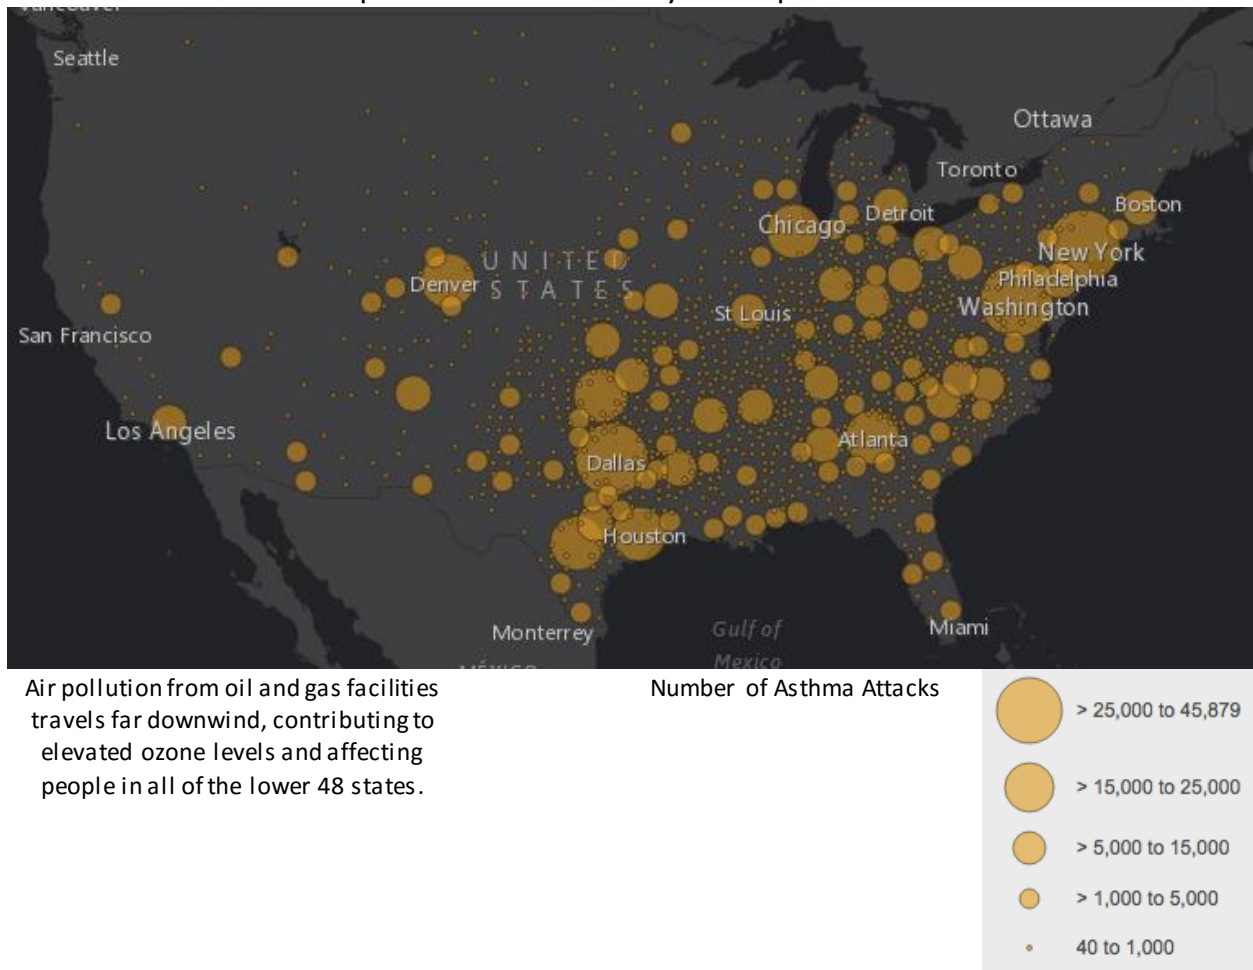 Vancouver
Seattle
Ottawa
Toronto
Boston
Detroit
Chicago
New York
UNITED
STATES
Denver
Philadelphia
Washington
St Louis
San Francisco
Los Angeles
Atlanta
Dallas
Houston
Monterrey
Gulf of
Mexico
Miami
MÉXICO
Air pollution from oil and gas facilities
travels far downwind, contributing to
elevated ozone levels and affecting
people in all of the lower 48 states.
Number of Asthma Attacks
> 25,000 to 45,879
> 15,000 to 25,000
> 5,000 to 15,000
> 1,000 to 5,000
40 to 1,000